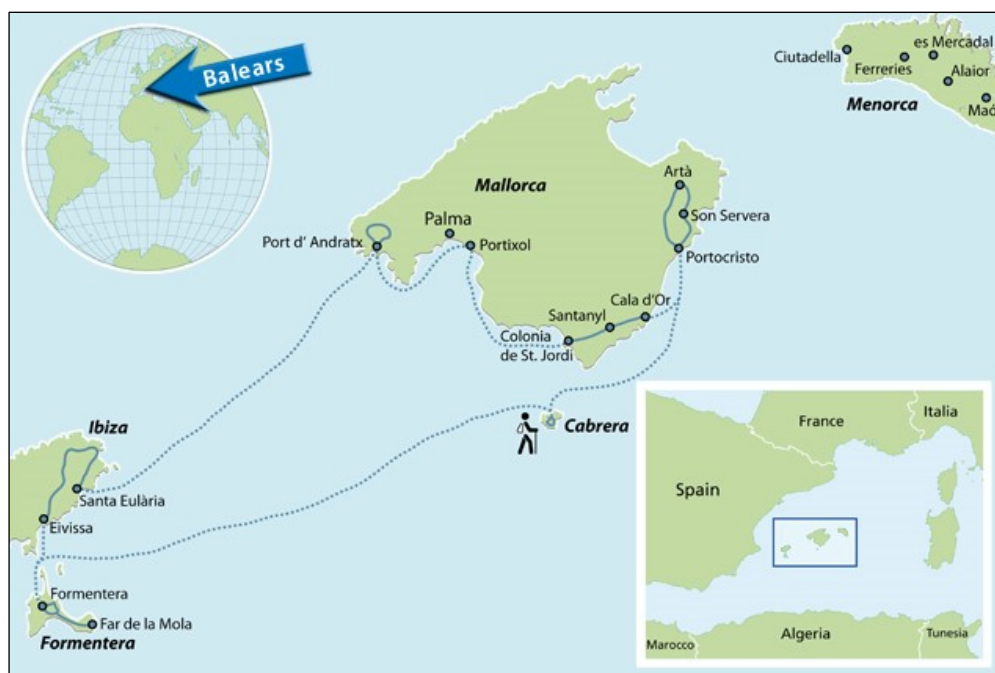 Balears
es Mercadal
Ciutadella
Ferreries
Alaior
Menorca
Maó
Artà
Mallorca
Son Servera
Palma
Port d' Andratx
Portixol
Portocristo
Cala d'Or
Santanyl
Colonia
de St. Jordi
Ibiza
Cabrera
Santa Eulària
Eivissa
Formentera
Far de la Mola
Formentera
France
Italia
Spain
Algeria
Marocco
Tunesia